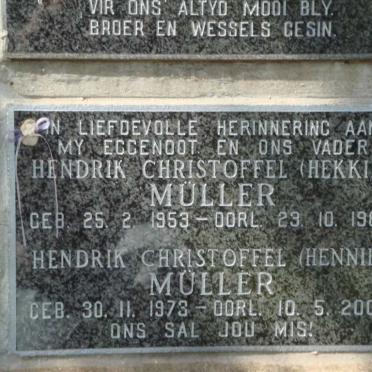 VIR ONS ALTYD MOOI BLY.
BROER EN WESSELS GESIN.
IN LIEFDEVOLLE HERINNERING AAN
MY EGGENOOT EN ONS VADER
HENDRIK CHRISTOFFEL (HEKKI
MÜLLER
GEB. 25. 2. 1953 - OORL. 23. 10. 19
HENDRIK CHRISTOFFEL (HENNIE
MÜLLER
GEB. 30. 11. 1973 - OORL. 10. 5. 200
ONS SAL JOU MIS!